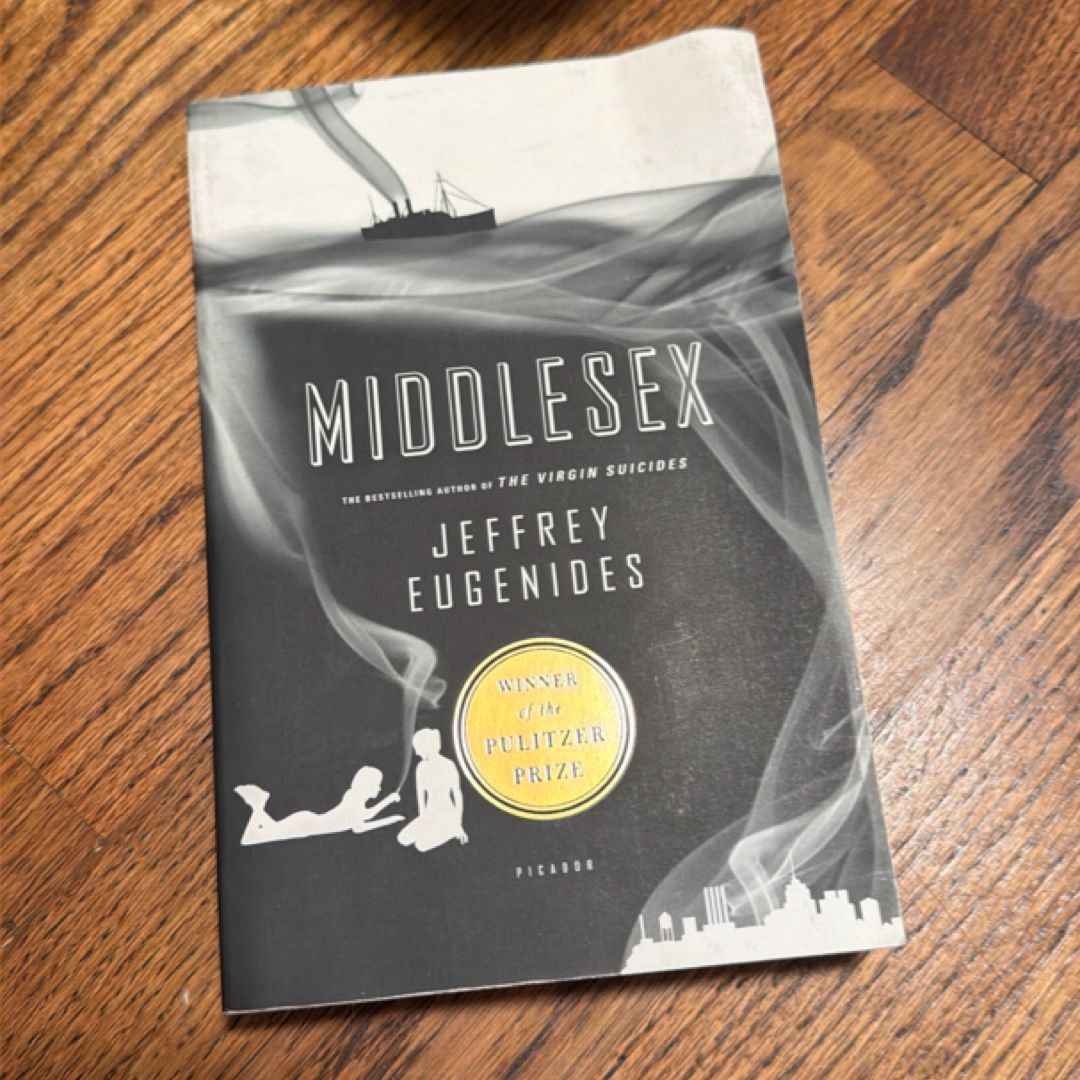 MIDDLESEX
THE BESTSELLING AUTHOR OF THE VIRGIN SUICIDES
JEFFREY
EUGENIDES
WINNER
of the
PULITZER
PRIZE
PICADOR